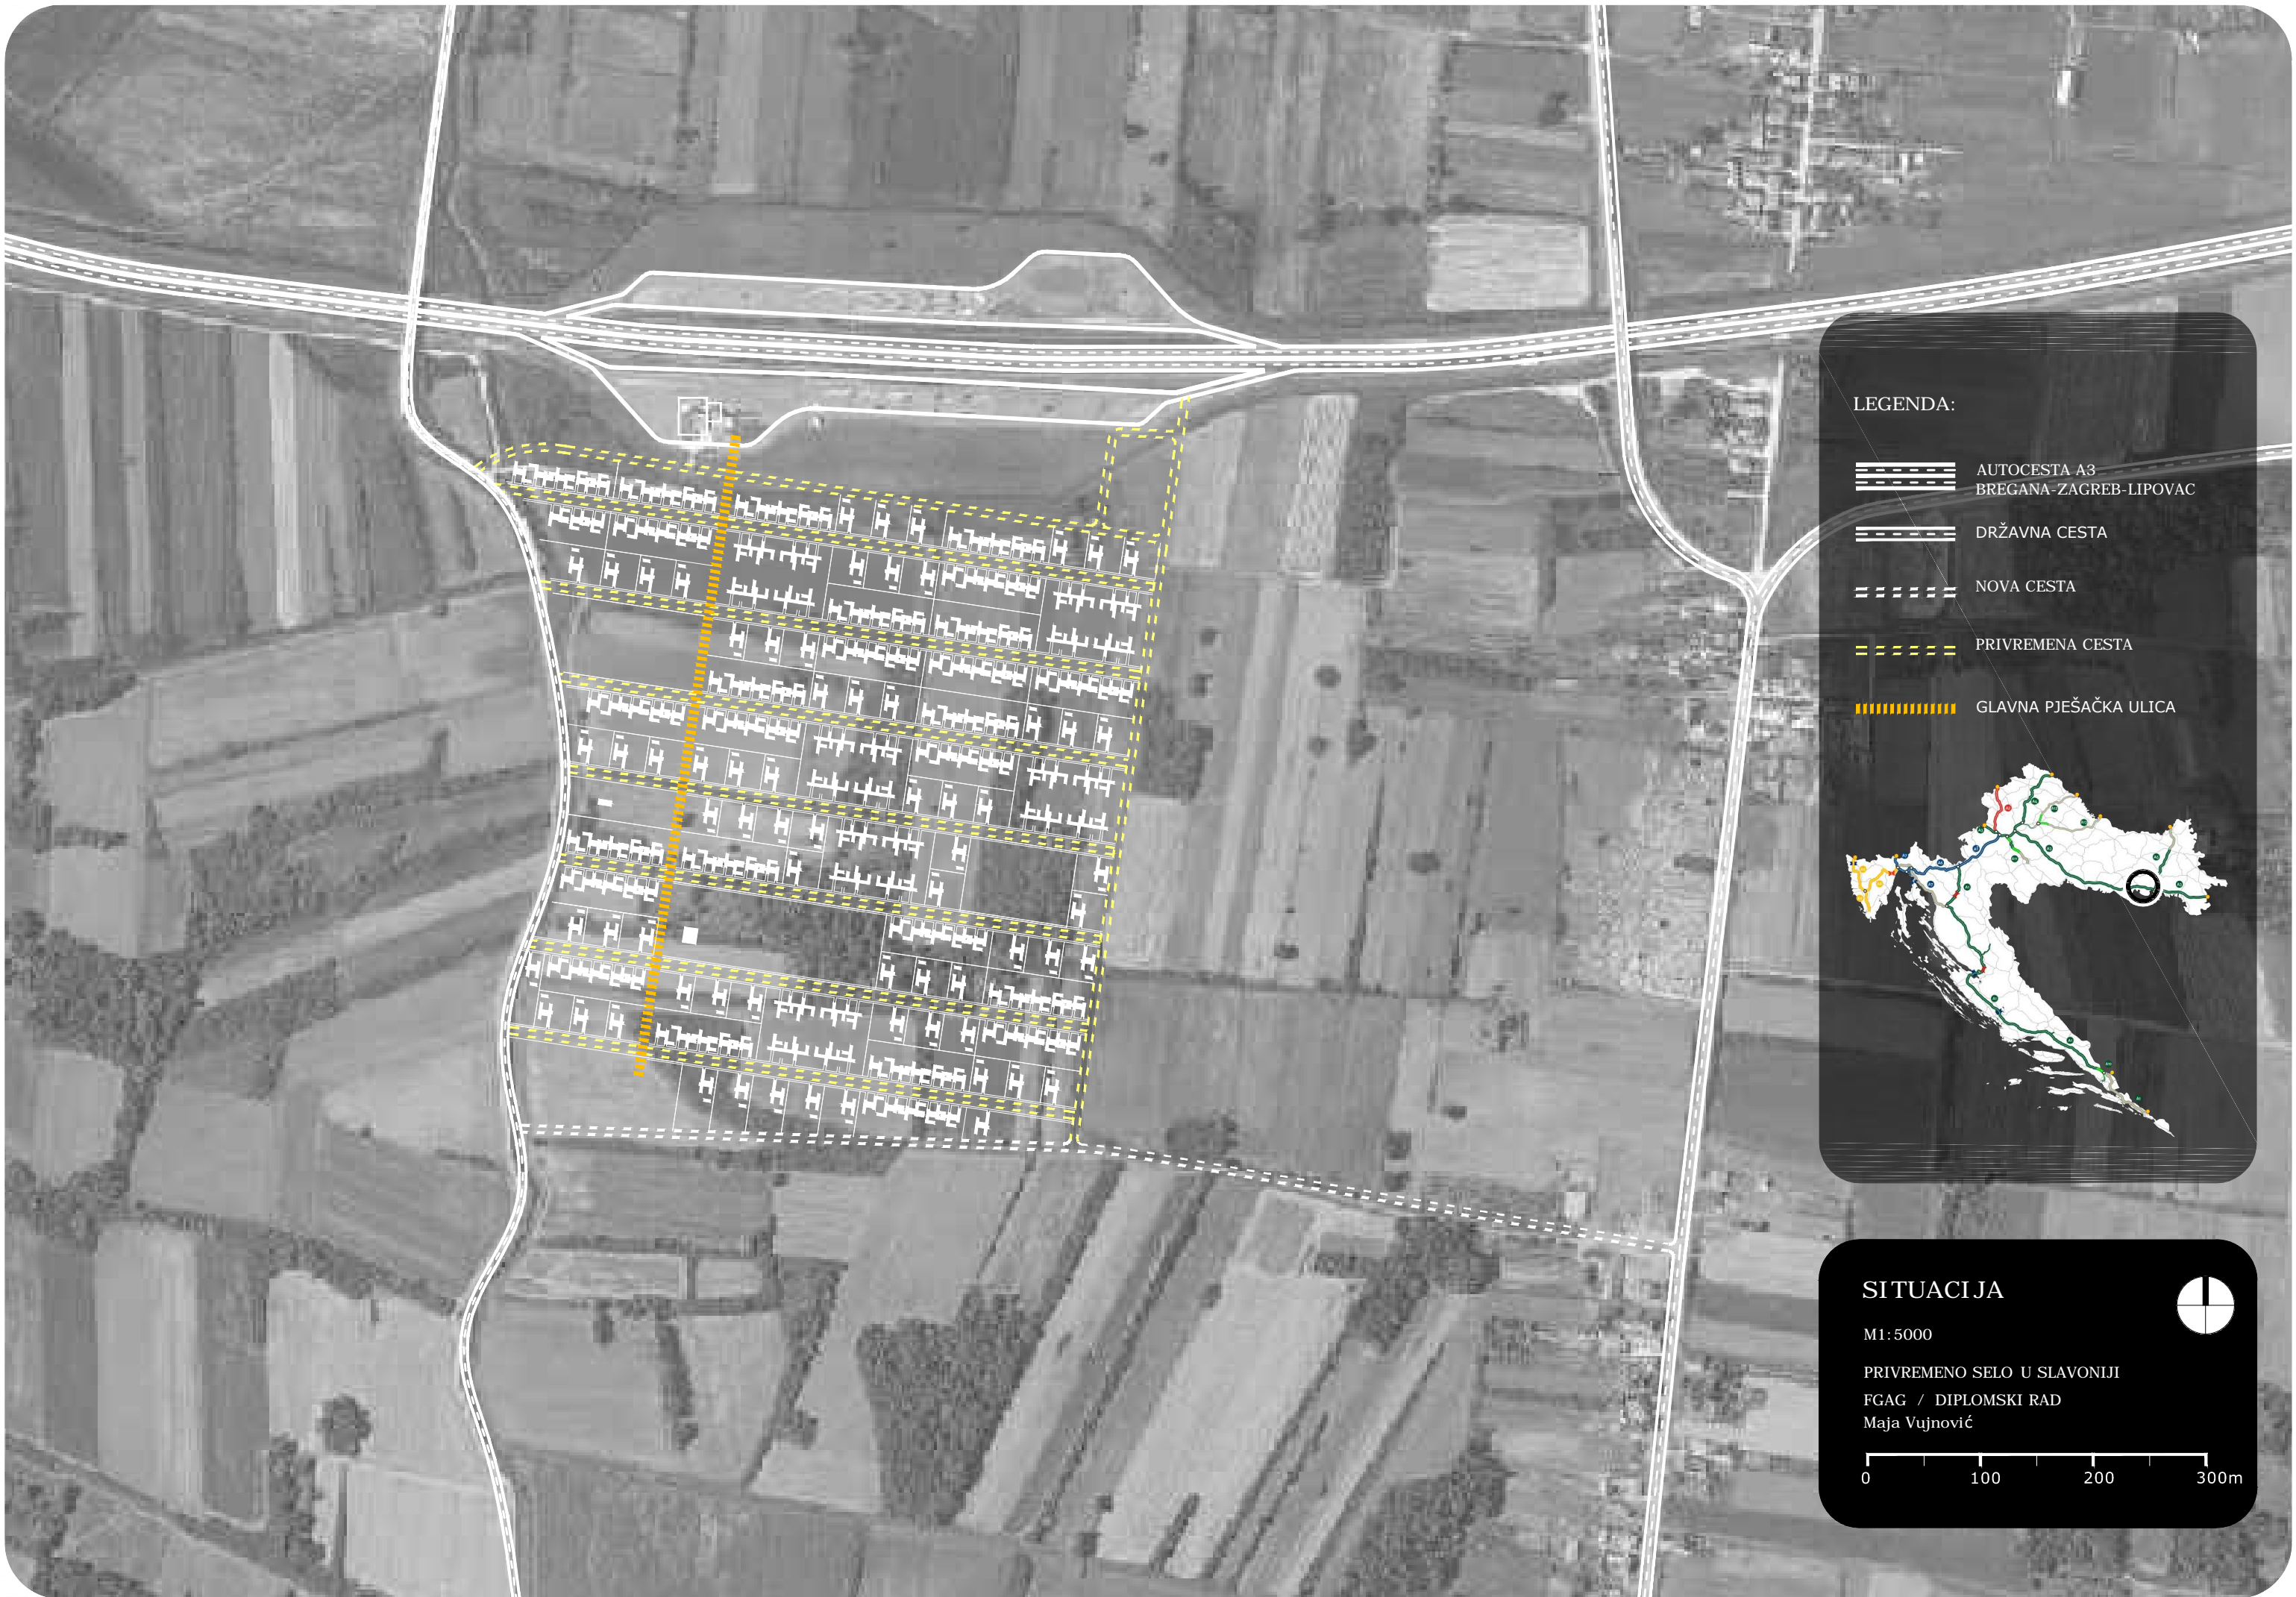 LEGENDA:
AUTOCESTA A3
BREGANA-ZAGREB-LIPOVAC
DRŽAVNA CESTA
NOVA CESTA
PRIVREMENA CESTA
GLAVNA PJEŠAČKA ULICA
SITUACIJA
M1:5000
PRIVREMENO SELO U SLAVONIJI
FGAG / DIPLOMSKI RAD
Maja Vujnović
0 100 200 300m